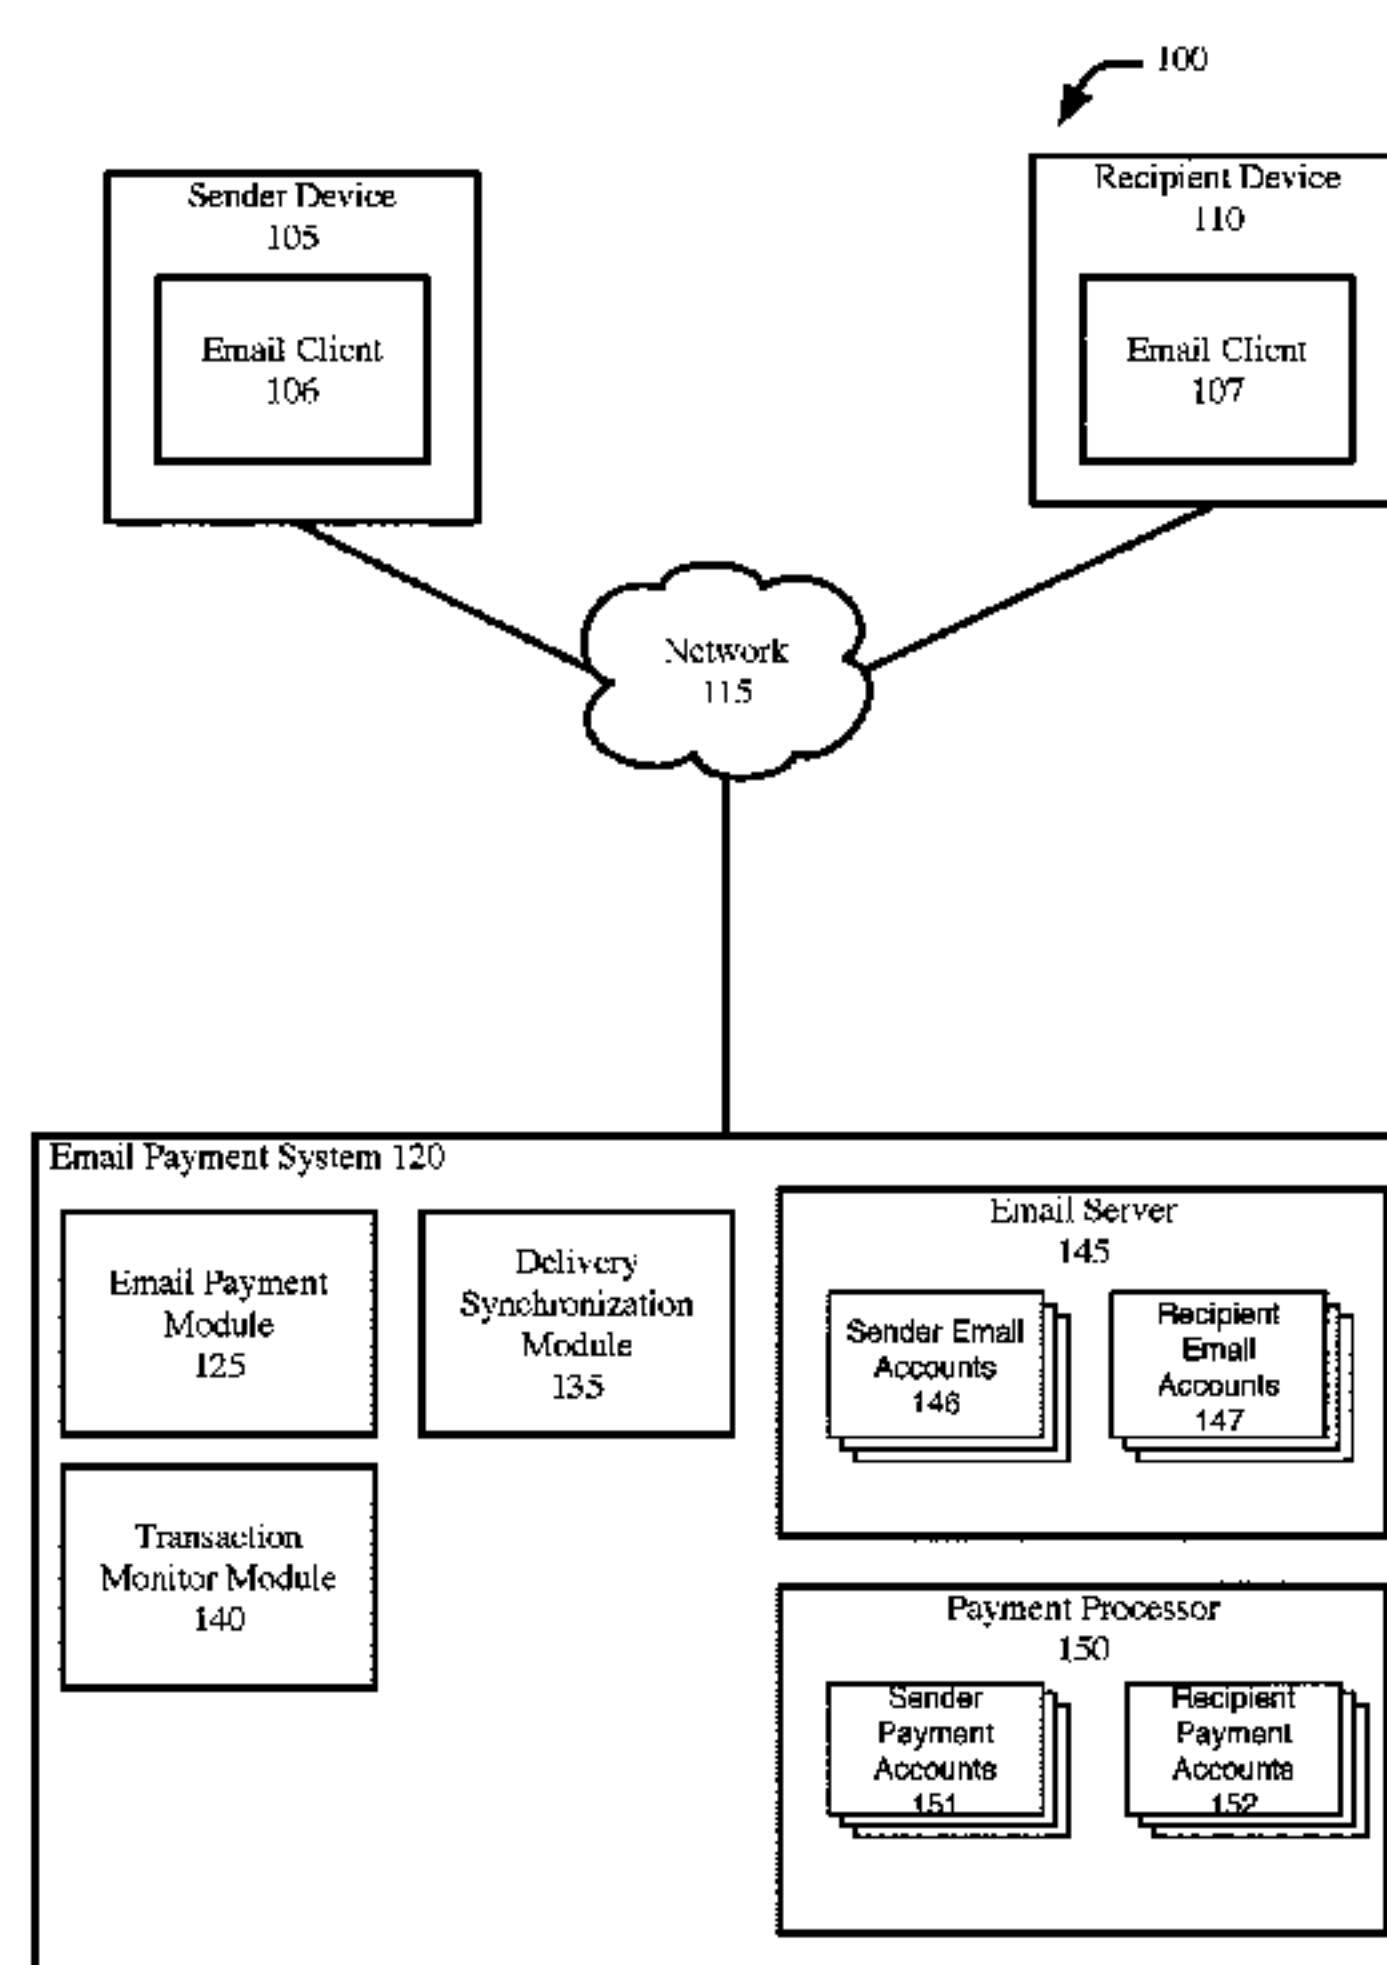 100
Sender Device
105
Email Client
106
Recipient Device
110
Email Client
107
Network
115
Email Payment System 120
Email Payment
Module
125
Delivery
Synchronization
Module
135
Transaction
Monitor Module
140
Email Server
145
Sender Email
Accounts
146
Recipient
Email
Accounts
147
Payment Processor
150
Sender
Payment
Accounts
151
Recipient
Payment
Accounts
152